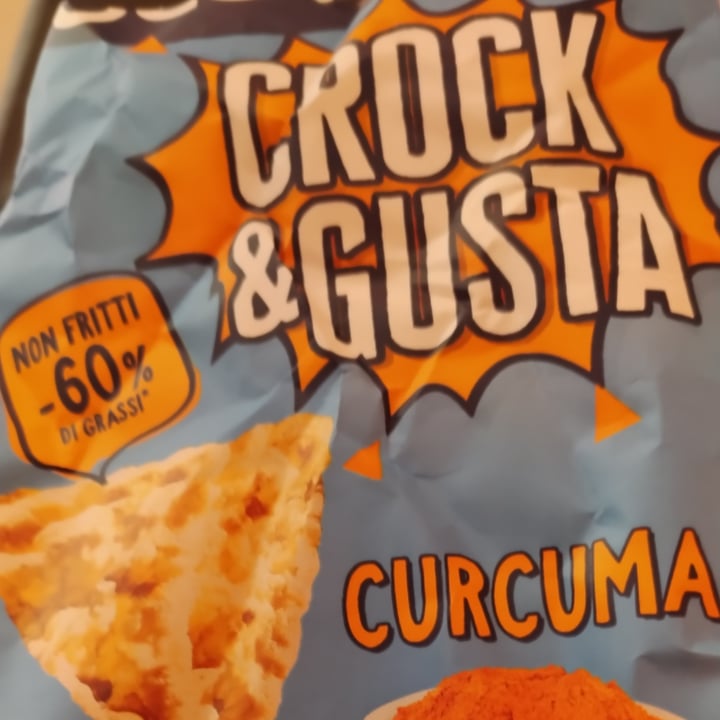 CROCK
&GUSTA
NON FRITTI
-60%
DI GRASSI*
CURCUMA